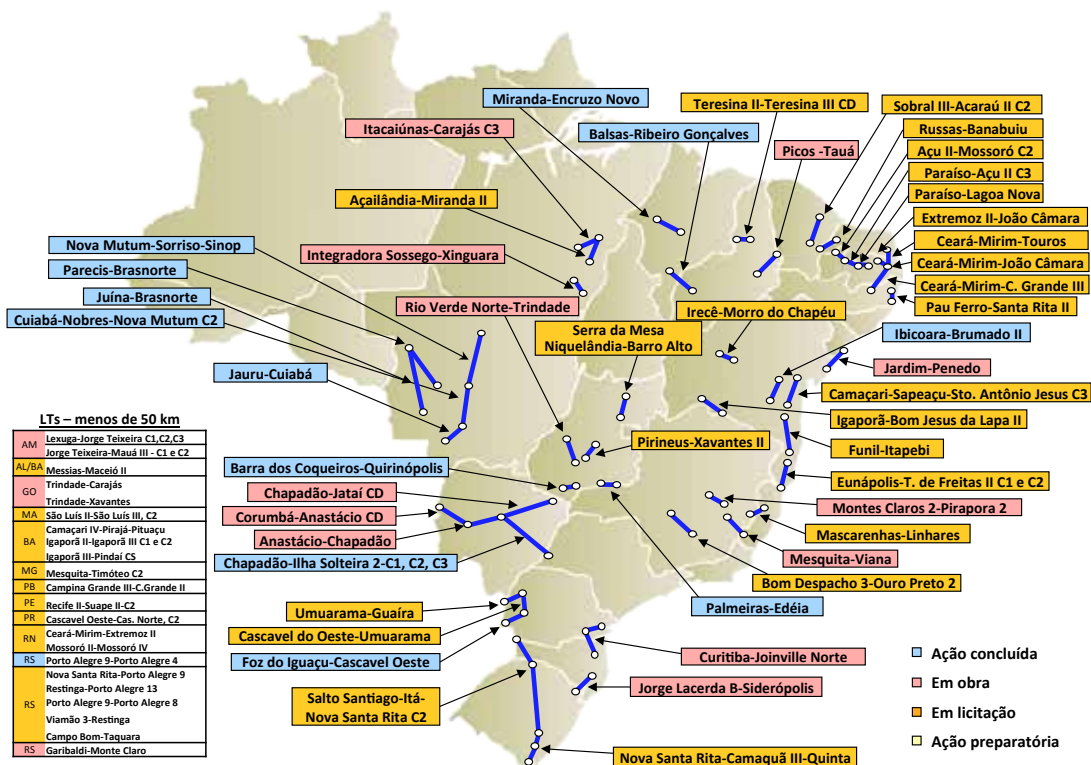 Miranda-Encruzo Novo
Teresina II-Teresina III CD
Sobral III-Acaraú II C2
Itacaiúnas-Carajás C3
Balsas-Ribeiro Gonçalves
Russas-Banabuiu
Picos -Tauá
Açu II-Mossoró C2
Paraíso-Açu II C3
Açailândia-Miranda II
Paraíso-Lagoa Nova
Extremoz II-João Câmara
Nova Mutum-Sorriso-Sinop
Ceará-Mirim-Touros
Integradora Sossego-Xinguara
Ceará-Mirim-João Câmara
Parecis-Brasnorte
Ceará-Mirim-C. Grande III
Juína-Brasnorte
Rio Verde Norte-Trindade
Irecê-Morro do Chapéu
Pau Ferro-Santa Rita II
Cuiabá-Nobres-Nova Mutum C2
Serra da Mesa
Niquelândia-Barro Alto
Ibicoara-Brumado II
Jauru-Cuiabá
Jardim-Penedo
Camaçari-Sapeaçu-Sto. Antônio Jesus C3
Igaporã-Bom Jesus da Lapa II
Pirineus-Xavantes II
Funil-Itapebi
Barra dos Coqueiros-Quirinópolis
Eunápolis-T. de Freitas II C1 e C2
Chapadão-Jataí CD
Montes Claros 2-Pirapora 2
Corumbá-Anastácio CD
Mascarenhas-Linhares
Anastácio-Chapadão
Mesquita-Viana
Chapadão-Ilha Solteira 2-C1, C2, C3
Bom Despacho 3-Ouro Preto 2
Umuarama-Guaíra
Palmeiras-Edéia
Cascavel do Oeste-Umuarama
Foz do Iguaçu-Cascavel Oeste
Curitiba-Joinville Norte
Jorge Lacerda B-Siderópolis
Salto Santiago-Itá-
Nova Santa Rita C2
Nova Santa Rita-Camaquã III-Quinta
LTs – menos de 50 km
AM
Lexuga-Jorge Teixeira C1,C2,C3
Jorge Teixeira-Mauá III - C1 e C2
AL/BA
Messias-Maceió II
GO
Trindade-Carajás
Trindade-Xavantes
MA
São Luís II-São Luís III, C2
BA
Camaçari IV-Pirajá-Pituaçu
Igaporã II-Igaporã III C1 e C2
Igaporã III-Pindaí CS
MG
Mesquita-Timóteo C2
PB
Campina Grande III-C.Grande II
PE
Recife II-Suape II-C2
PR
Cascavel Oeste-Cas. Norte, C2
RN
Ceará-Mirim-Extremoz II
Mossoró II-Mossoró IV
RS
Porto Alegre 9-Porto Alegre 4
RS
Nova Santa Rita-Porto Alegre 9
Restinga-Porto Alegre 13
Porto Alegre 9-Porto Alegre 8
Viamão 3-Restinga
Campo Bom-Taquara
RS
Garibaldi-Monte Claro
Ação concluída
Em obra
Em licitação
Ação preparatória